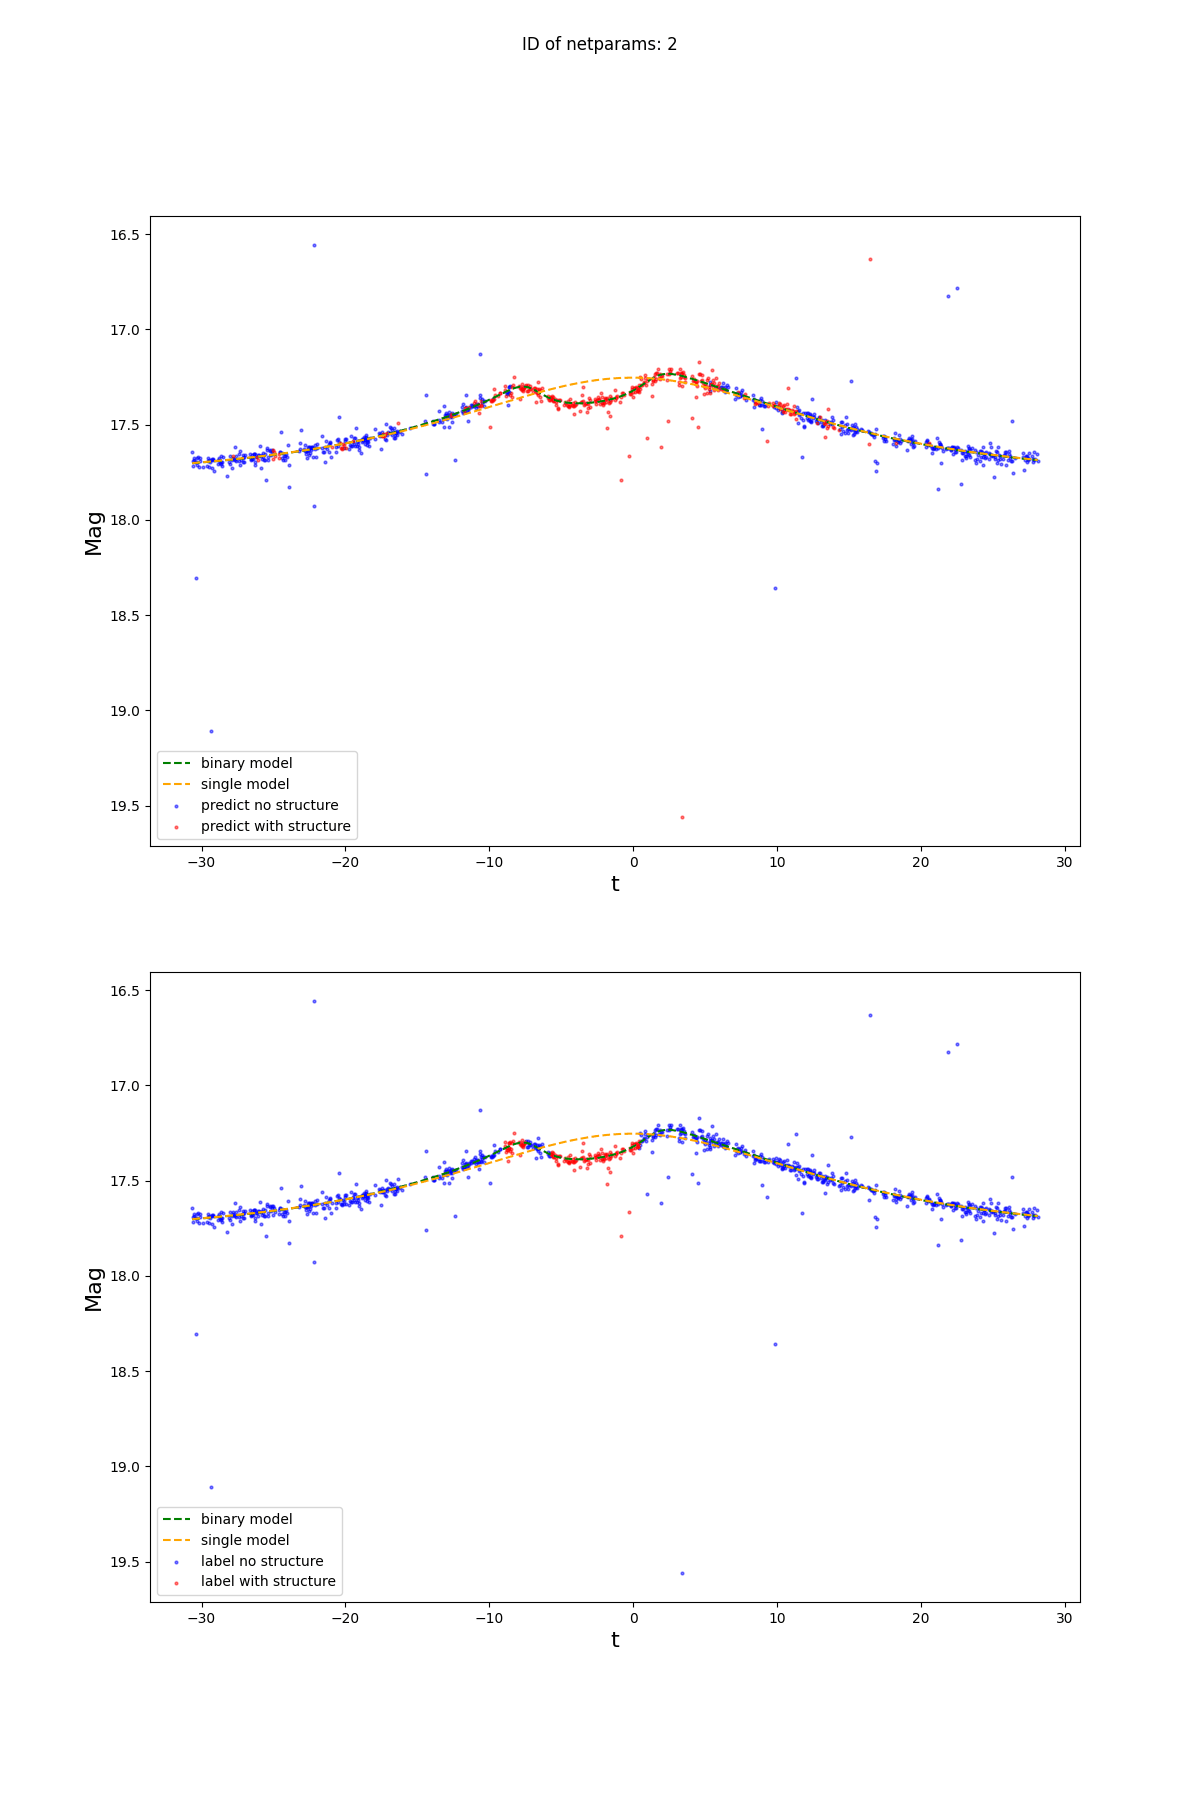 ID of netparams: 2
16.5
17.0
17.5
18.0
18.5
19.0
19.5
Mag
binary model
single model
predict no structure
predict with structure
−30 −20 −10 0 10 20 30
t
16.5
17.0
17.5
18.0
18.5
19.0
19.5
Mag
binary model
single model
label no structure
label with structure
−30 −20 −10 0 10 20 30
t